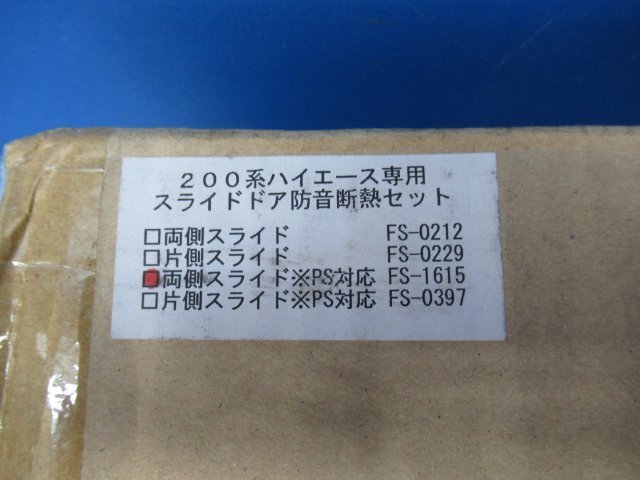 200系ハイエース専用
スライドドア防音断熱セット
□両側スライド FS-0212
□片側スライド FS-0229
■両側スライド※PS対応 FS-1615
□片側スライド※PS対応 FS-0397